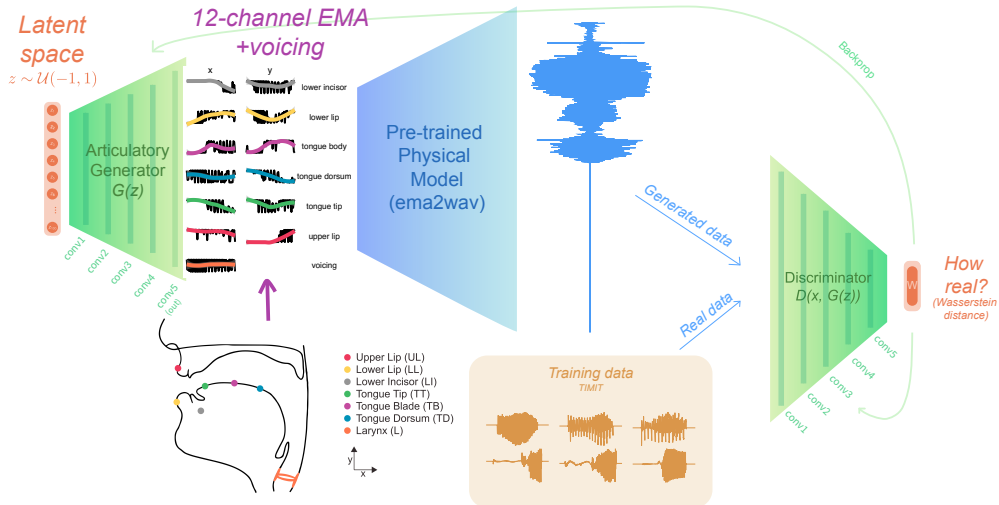 Latent
space
z ∼ U(−1, 1)
12-channel EMA
+voicing
x
y
lower incisor
lower lip
tongue body
tongue dorsum
tongue tip
upper lip
voicing
Articulatory
Generator
G(z)
conv1
conv2
conv3
conv4
conv5
(out)
Pre-trained
Physical
Model
(ema2wav)
Backprop
Generated data
Real data
Discriminator
D(x, G(z))
conv1
conv2
conv3
conv4
conv5
W
How
real?
(Wasserstein
distance)
Upper Lip (UL)
Lower Lip (LL)
Lower Incisor (LI)
Tongue Tip (TT)
Tongue Blade (TB)
Tongue Dorsum (TD)
Larynx (L)
y
x
Training data
TIMIT